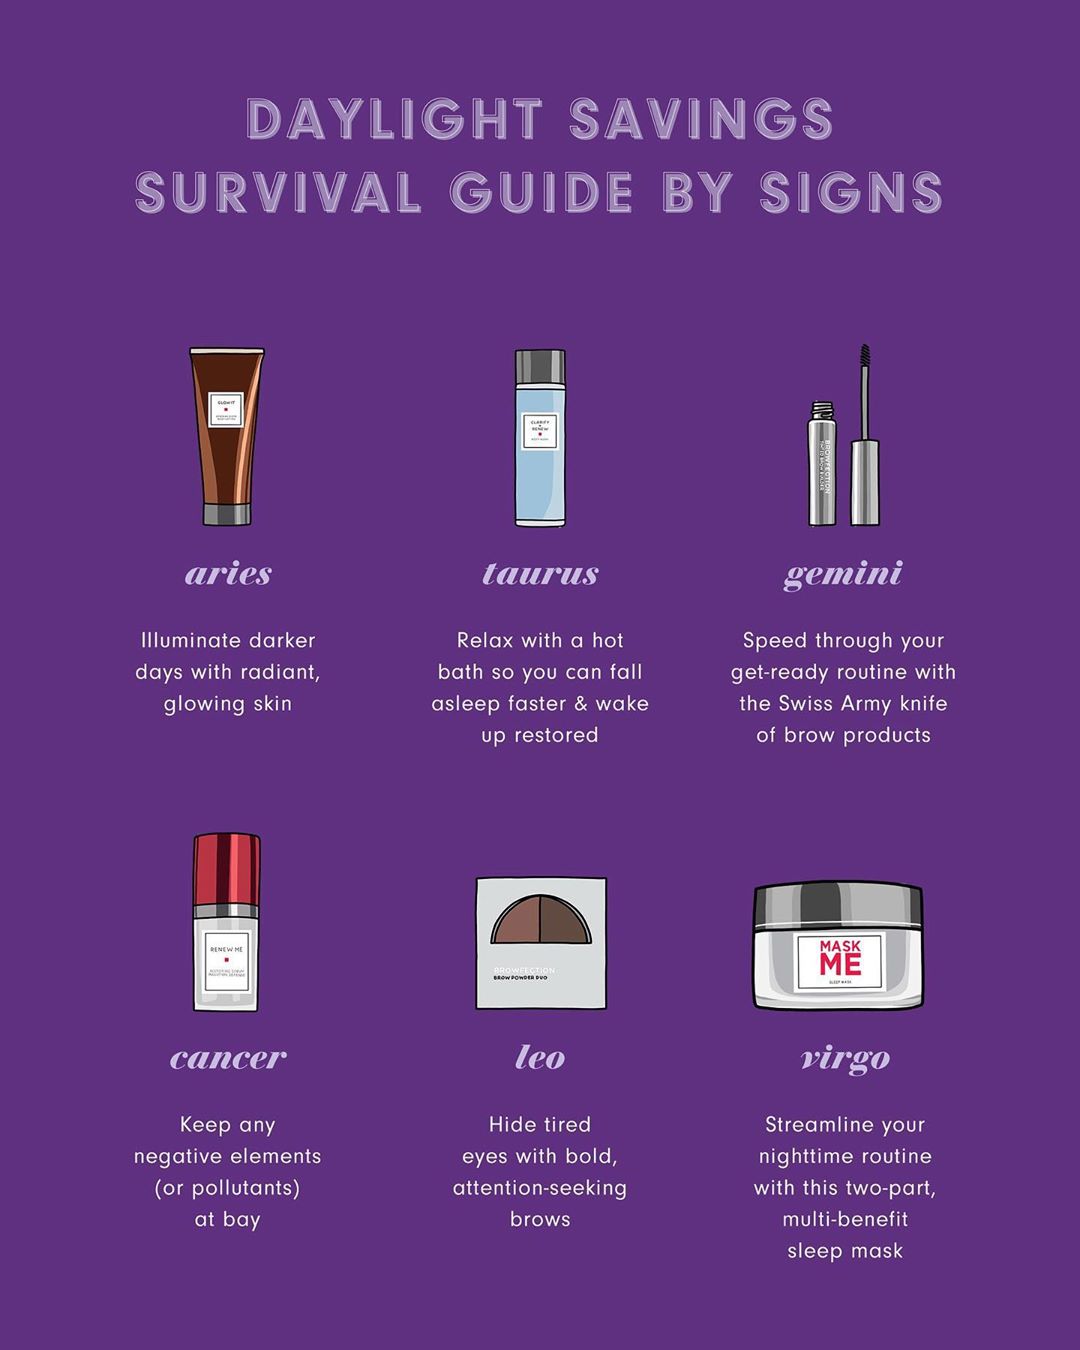 DAYLIGHT SAVINGS
SURVIVAL GUIDE BY SIGNS
GLOW IT
CLARIFY
+
RENEW
BODY WASH
BROWFECTION
aries
taurus
gemini
Illuminate darker
days with radiant,
glowing skin
Relax with a hot
bath so you can fall
asleep faster & wake
up restored
Speed through your
get-ready routine with
the Swiss Army knife
of brow products
RENEW ME
BROWFECTION
BROW POWDER DUO
MASK
ME
SLEEP MASK
cancer
leo
virgo
Keep any
negative elements
(or pollutants)
at bay
Hide tired
eyes with bold,
attention-seeking
brows
Streamline your
nighttime routine
with this two-part,
multi-benefit
sleep mask